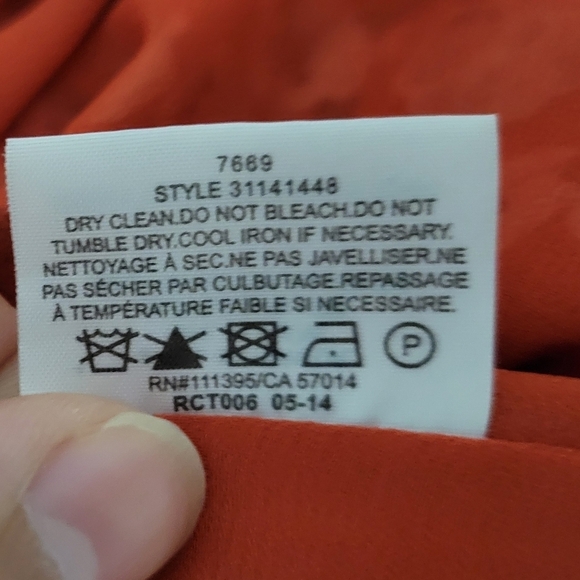 7669
STYLE 31141448
DRY CLEAN.DO NOT BLEACH.DO NOT
TUMBLE DRY.COOL IRON IF NECESSARY.
NETTOYAGE À SEC.NE PAS JAVELLISER.NE
PAS SÉCHER PAR CULBUTAGE.REPASSAGE
À TEMPÉRATURE FAIBLE SI NECESSAIRE.
P
RN#111395/CA 57014
RCT006 05-14